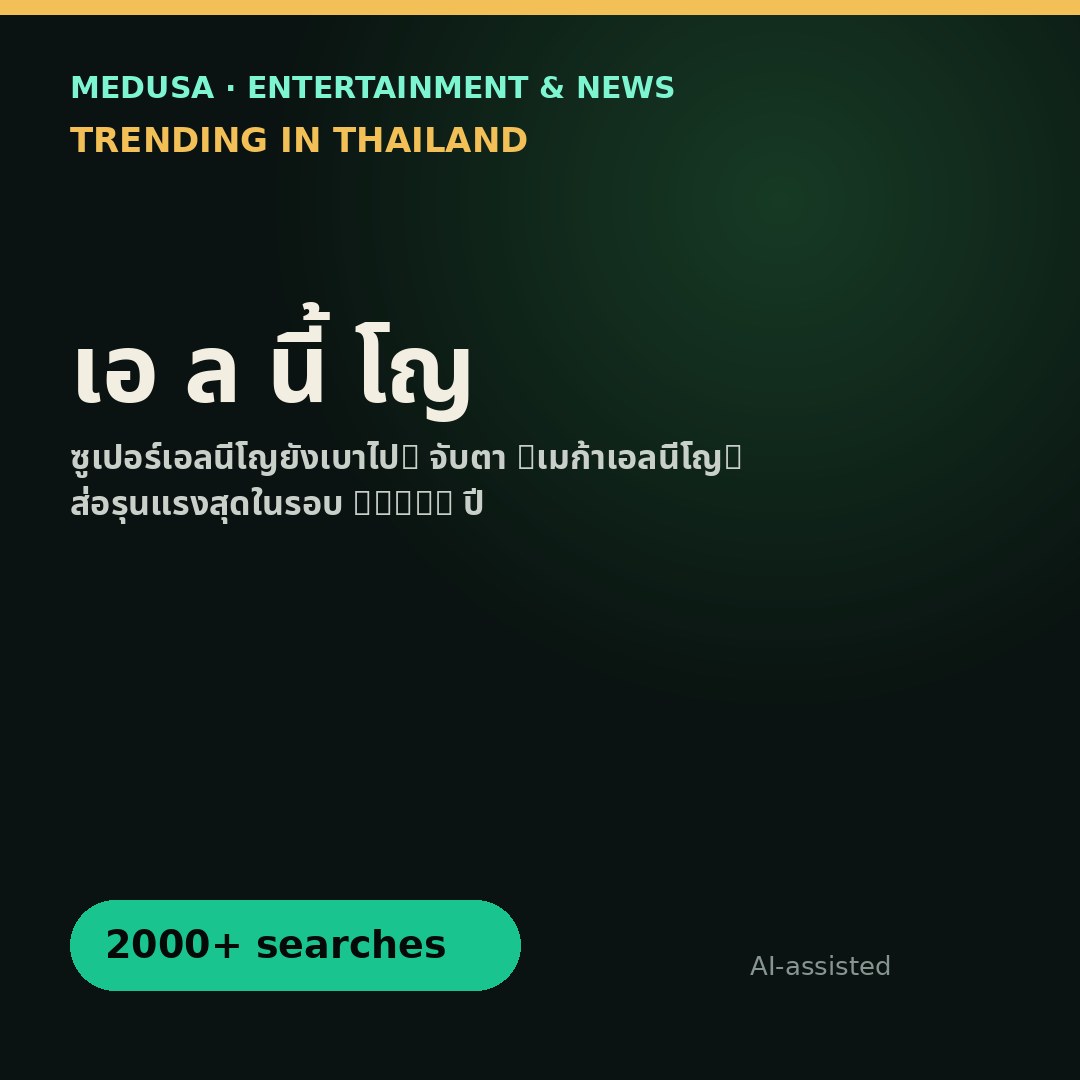 MEDUSA · ENTERTAINMENT & NEWS
TRENDING IN THAILAND
เอ ล นี้ โญ
ซูเปอร์เอลนีโญยังเบาไป จับตา เมก้าเอลนีโญ
ส่อรุนแรงสุดในรอบ ปี
2000+ searches
AI-assisted